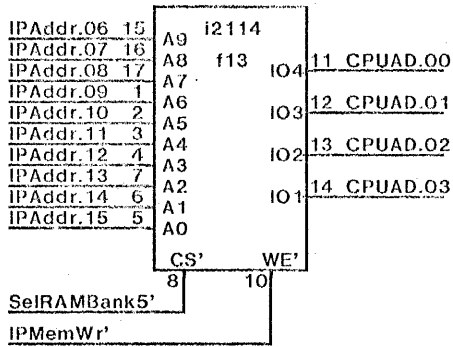 IPAddr.06 15 A9 i2114
IPAddr.07 16 A8 f13 IO4 11 CPUAD.00
IPAddr.08 17 A7
IPAddr.09 1 A6 IO3 12 CPUAD.01
IPAddr.10 2 A5
IPAddr.11 3 A4 IO2 13 CPUAD.02
IPAddr.12 4 A3
IPAddr.13 7 A2 IO1 14 CPUAD.03
IPAddr.14 6 A1
IPAddr.15 5 A0
CS' WE'
8 10
SelRAMBank5'
IPMemWr'